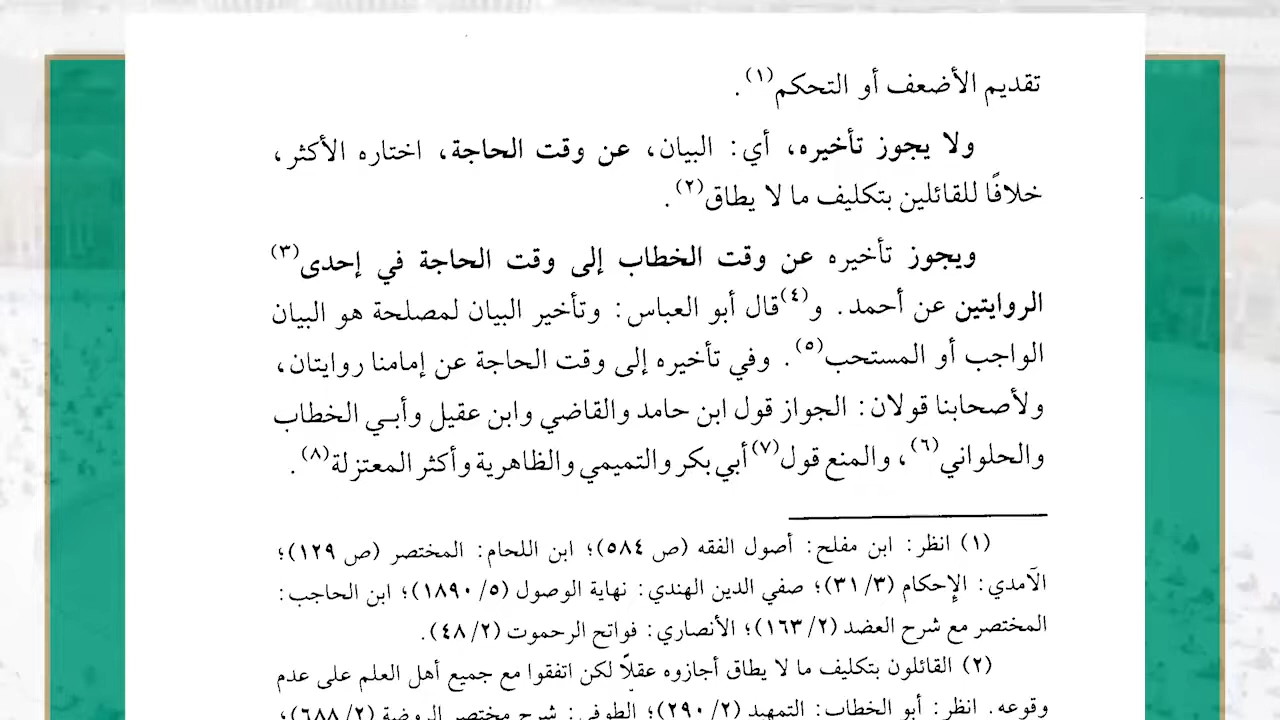 تقديم الأضعف أو التحكم(١).
ولا يجوز تأخيره، أي: البيان، عن وقت الحاجة، اختاره الأكثر،
خلافًا للقائلين بتكليف ما لا يطاق(٢).
ويجوز تأخيره عن وقت الخطاب إلى وقت الحاجة في إحدى(٣)
الروايتين عن أحمد. و(٤)قال أبو العباس: وتأخير البيان لمصلحة هو البيان
الواجب أو المستحب(٥). وفي تأخيره إلى وقت الحاجة عن إمامنا روايتان،
ولأصحابنا قولان: الجواز قول ابن حامد والقاضي وابن عقيل وأبي الخطاب
والحلواني(٦)، والمنع قول(٧)أبي بكر والتميمي والظاهرية وأكثر المعتزلة(٨).
(١) انظر: ابن مفلح: أصول الفقه (ص ٥٨٤)؛ ابن اللحام: المختصر (ص ١٢٩)؛
الآمدي: الإحكام (٣/ ٣١)؛ صفي الدين الهندي: نهاية الوصول (٥/ ١٨٩٠)؛ ابن الحاجب:
المختصر مع شرح العضد (٢/ ١٦٣)؛ الأنصاري: فواتح الرحموت (٢/ ٤٨).
(٢) القائلون بتكليف ما لا يطاق أجازوه عقلًا لكن اتفقوا مع جميع أهل العلم على عدم
وقوعه. انظر: أبو الخطاب: التمهيد (٢/ ٢٩٠)؛ الطوفي: شرح مختصر الروضة (٢/ ٦٨٨)؛